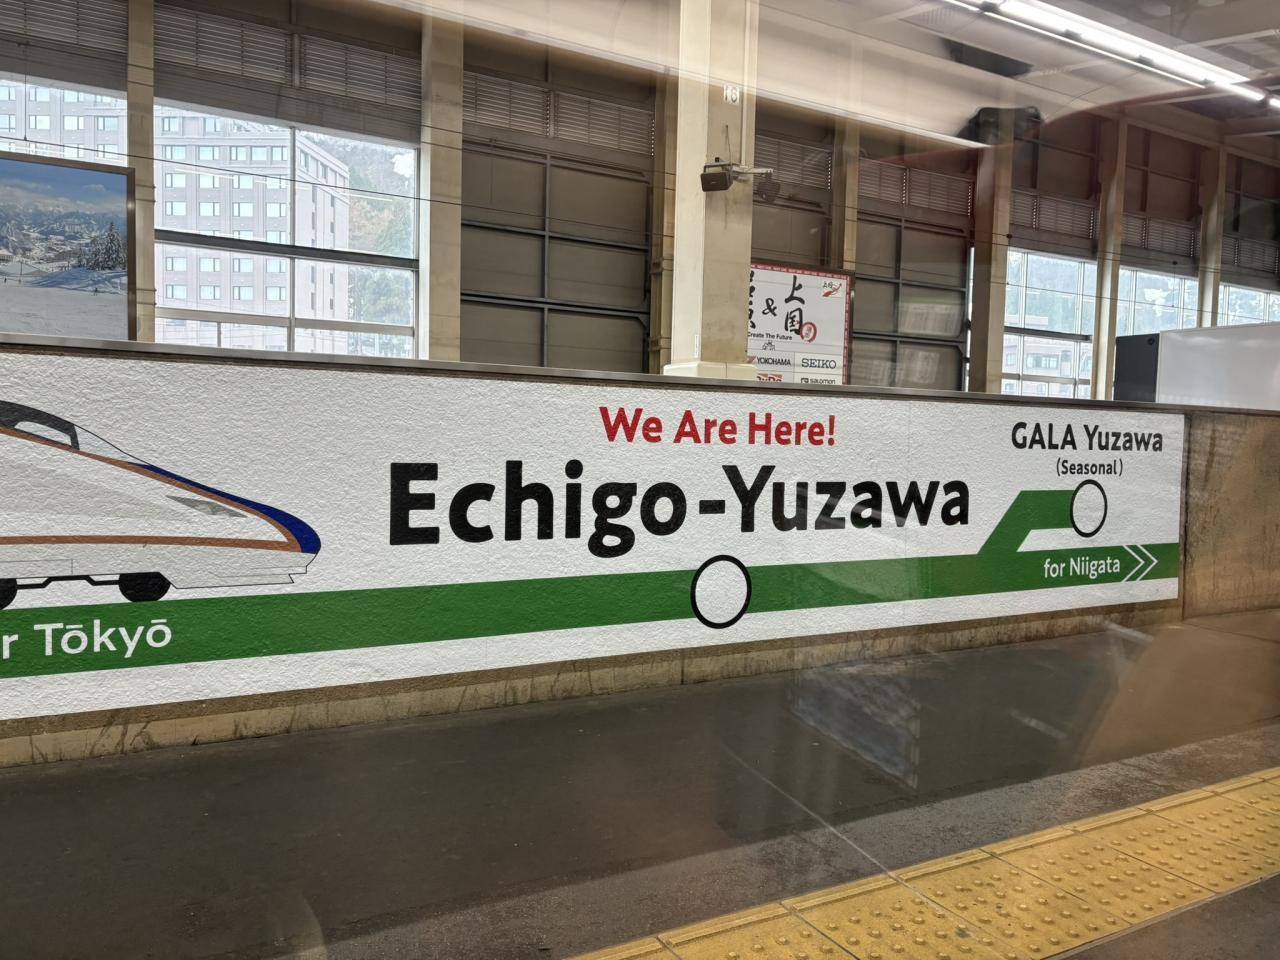 16
上
&
国
Create The Future
YOKOHAMA
SEIKO
salomon
We Are Here!
Echigo-Yuzawa
GALA Yuzawa
(Seasonal)
for Niigata
r Tōkyō